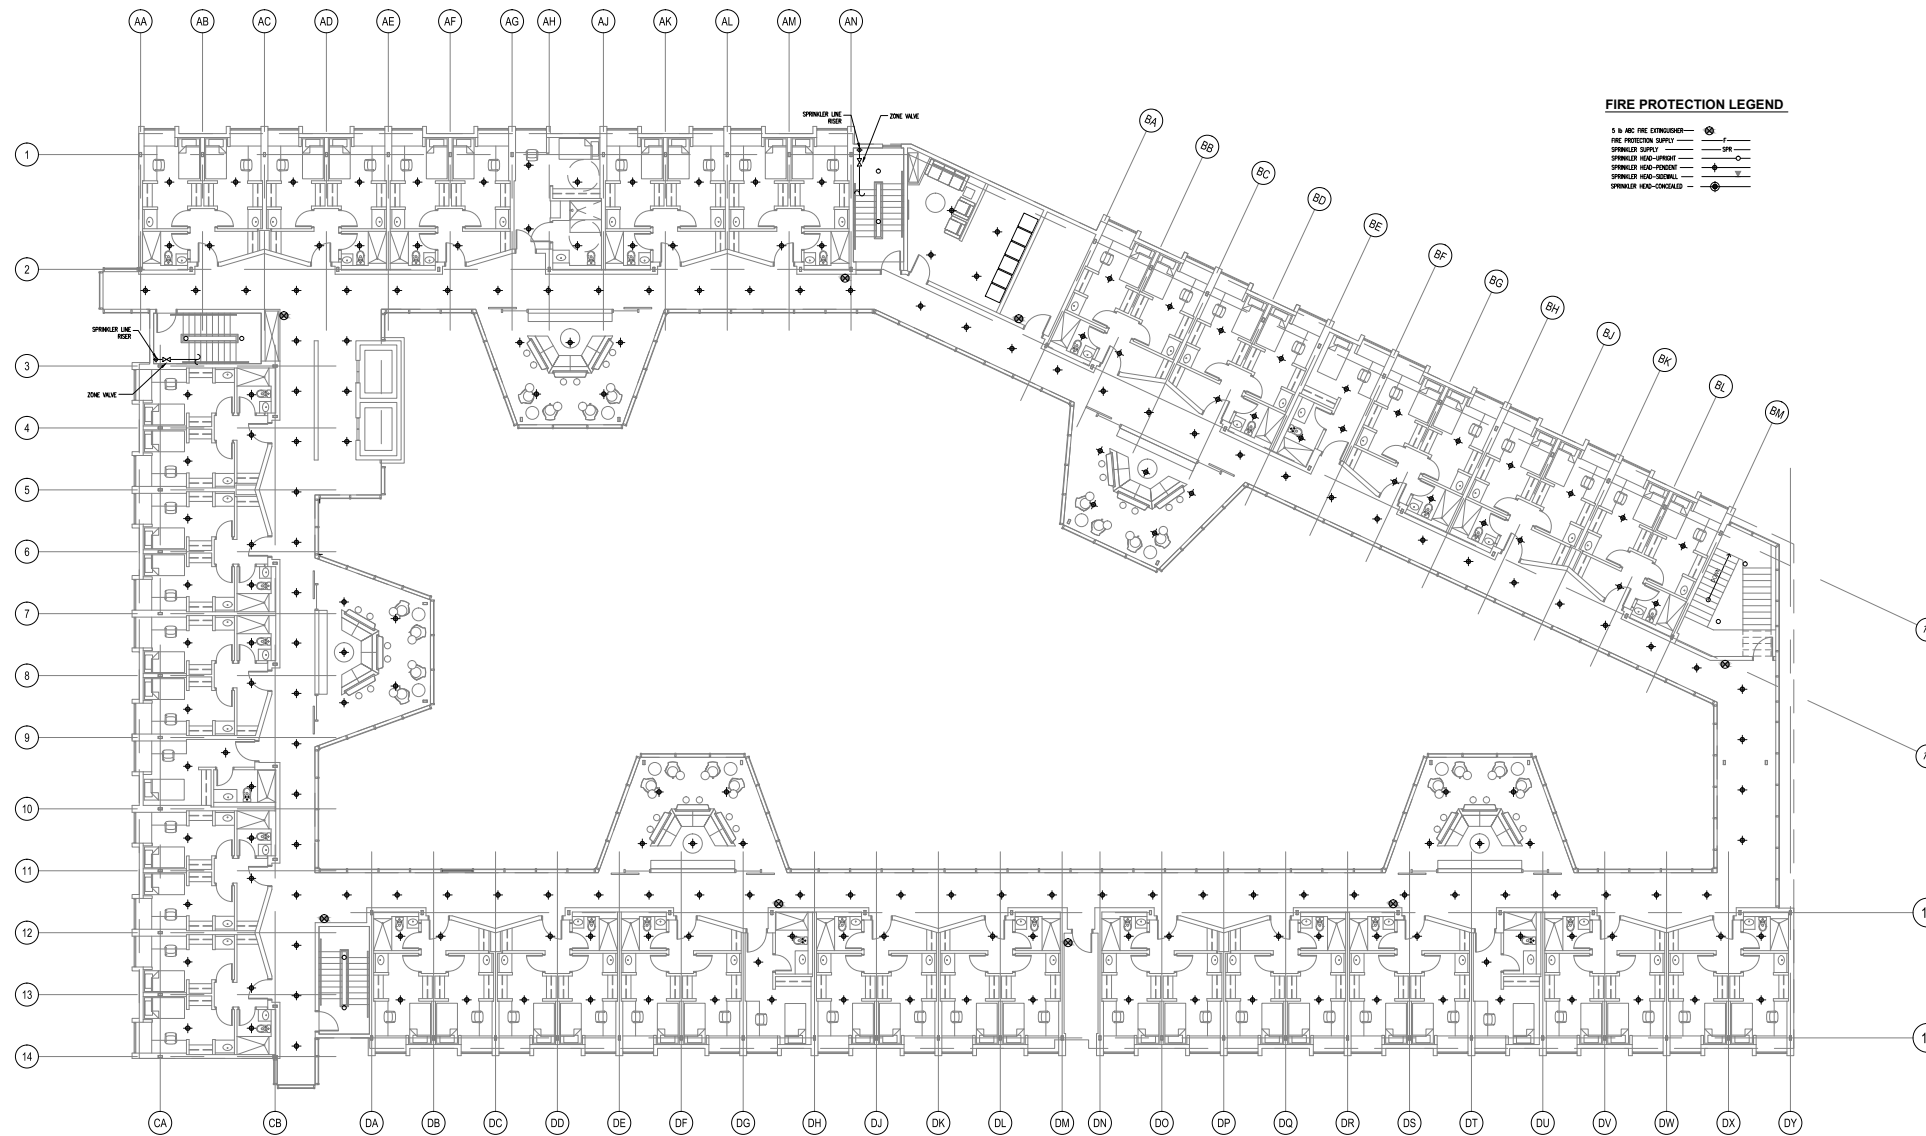 AA AB AC AD AE AF AG AH AJ AK AL AM AN
FIRE PROTECTION LEGEND
5 lb ABC FIRE EXTINGUISHER
FIRE PROTECTION SUPPLY F
SPRINKLER SUPPLY SPR
SPRINKLER HEAD-UPRIGHT
SPRINKLER HEAD-PENDENT
SPRINKLER HEAD-SIDEWALL
SPRINKLER HEAD-CONCEALED
SPRINKLER LINE
RISER
ZONE VALVE
BA
BB
BC
BD
BE
BF
BG
BH
BJ
BK
BL
BM
1
2
SPRINKLER LINE
RISER
ZONE VALVE
3
4
5
6
7
8
9
10
11
12
13
14
DOWN
1
1
CA CB DA DB DC DD DE DF DG DH DJ DK DL DM DN DO DP DQ DR DS DT DU DV DW DX DY